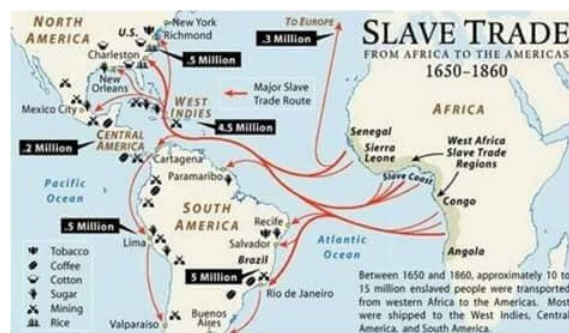 SLAVE TRADE
FROM AFRICA TO THE AMERICAS
1650-1860
NORTH
AMERICA
U.S.
New York
Richmond
TO EUROPE
.3 Million
Charleston
.5 Million
New
Orleans
Major Slave
Trade Route
Mexico City
WEST
INDIES
4.5 Million
CENTRAL
AMERICA
.2 Million
AFRICA
Senegal
Sierra
Leone
West Africa
Slave Trade
Regions
Slave Coast
Congo
Angola
Cartagena
Paramaribo
Pacific
Ocean
SOUTH
AMERICA
Recife
.5 Million
Lima
Salvador
Brazil
Atlantic
Ocean
5 Million
Rio de Janeiro
Tobacco
Coffee
Cotton
Sugar
Mining
Rice
Valparaiso
Buenos
Aires
Between 1650 and 1860, approximately 10 to
15 million enslaved people were transported
from western Africa to the Americas. Most
were shipped to the West Indies, Central
America, and South America.